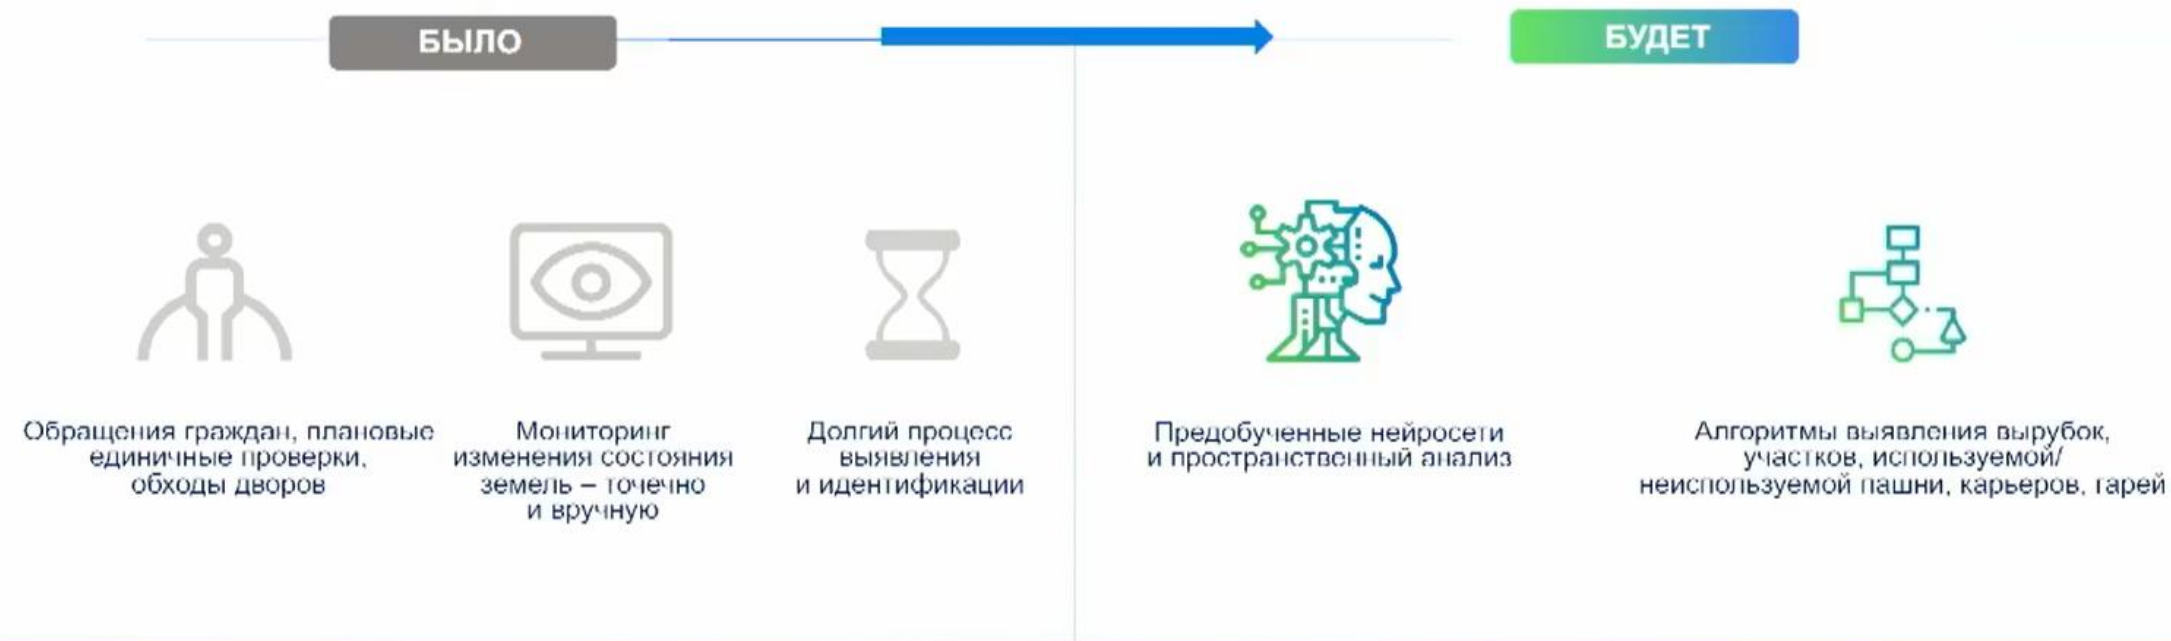 БЫЛО
БУДЕТ
Обращения граждан, плановые
единичные проверки,
обходы дворов
Мониторинг
изменения состояния
земель – точечно
и вручную
Долгий процесс
выявления
и идентификации
Предобученные нейросети
и пространственный анализ
Алгоритмы выявления вырубок,
участков, используемой/
неиспользуемой пашни, карьеров, гарей